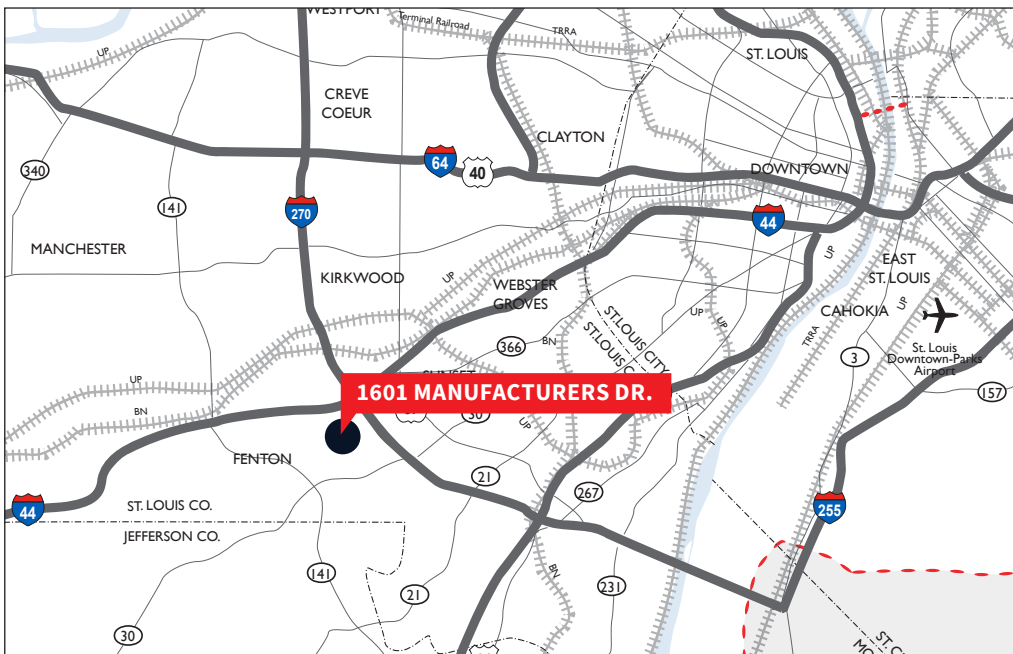 WESTPORT
Terminal Railroad
TRRA
ST. LOUIS
UP
CREVE
COEUR
CLAYTON
64
40
DOWNTOWN
340
141
270
44
MANCHESTER
KIRKWOOD
UP
WEBSTER
GROVES
UP
EAST
ST. LOUIS
CAHOKIA
UP
ST.LOUIS CITY
ST.LOUIS C
UP
UP
TRRA
366
BN
3
St. Louis
Downtown-Parks
Airport
SUNSET
UP
BN
1601 MANUFACTURERS DR.
30
157
UP
FENTON
21
267
44
ST. LOUIS CO.
JEFFERSON CO.
255
141
BN
21
231
30
ST. C
MO